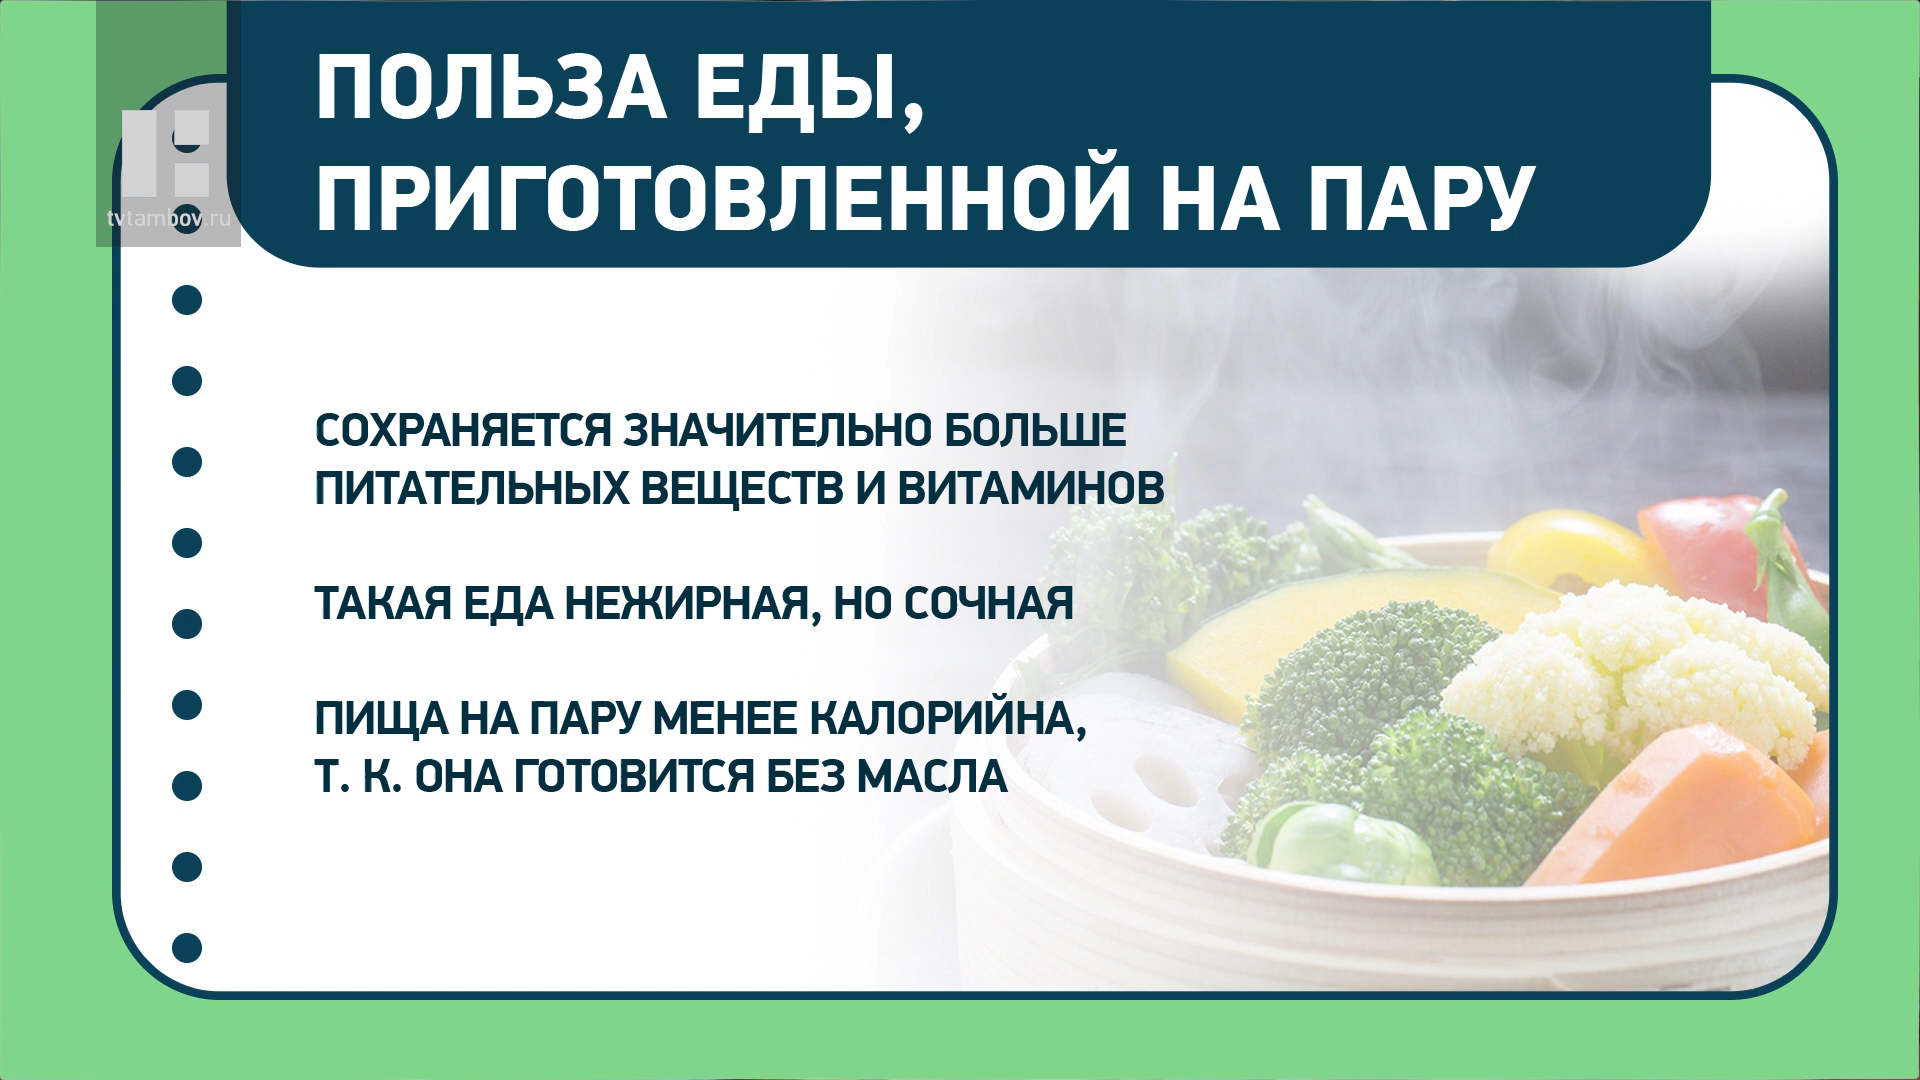 ПОЛЬЗА ЕДЫ,
ПРИГОТОВЛЕННОЙ НА ПАРУ
tvtambov.ru
СОХРАНЯЕТСЯ ЗНАЧИТЕЛЬНО БОЛЬШЕ
ПИТАТЕЛЬНЫХ ВЕЩЕСТВ И ВИТАМИНОВ
ТАКАЯ ЕДА НЕЖИРНАЯ, НО СОЧНАЯ
ПИЩА НА ПАРУ МЕНЕЕ КАЛОРИЙНА,
Т. К. ОНА ГОТОВИТСЯ БЕЗ МАСЛА